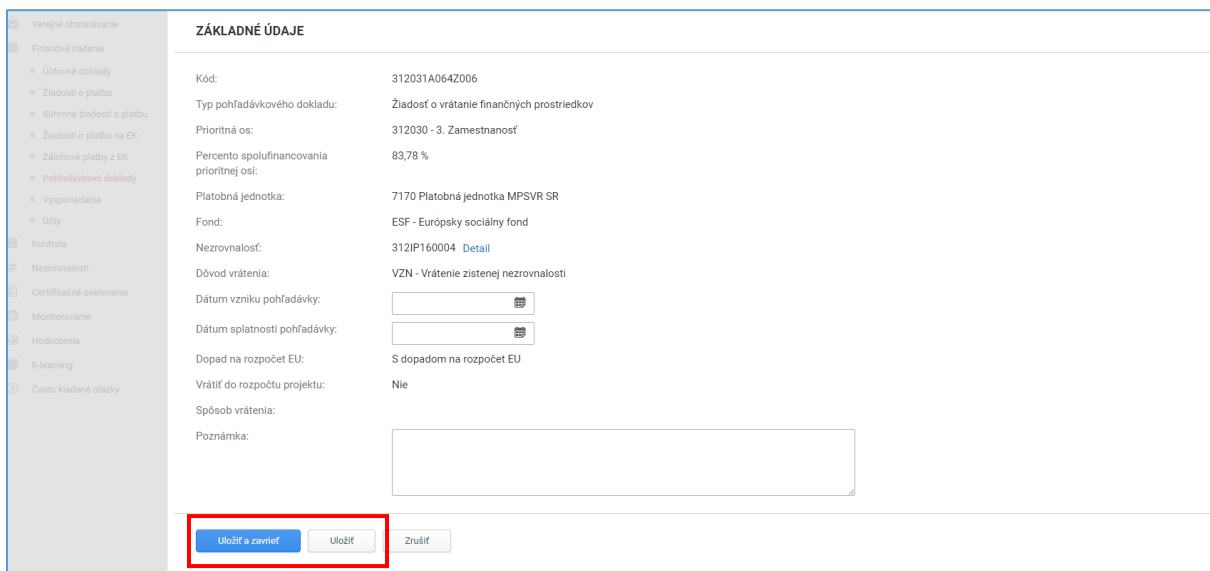 Verejné obstarávanie
Finančné riadenie
Účtovné doklady
Žiadosti o platbu
Súhrnné žiadosti o platbu
Žiadosti o platbu na EK
Zálohové platby z EK
Pohľadávkové doklady
Vysporiadania
Účty
Kontrola
Nezrovnalosti
Certifikačné overovanie
Monitorovanie
Hodnotenia
E-learning
Často kladené otázky
ZÁKLADNÉ ÚDAJE
Kód: 312031A064Z006
Typ pohľadávkového dokladu: Žiadosť o vrátanie finančných prostriedkov
Prioritná os: 312030 - 3. Zamestnanosť
Percento spolufinancovania 83,78 %
prioritnej osi:
Platobná jednotka: 7170 Platobná jednotka MPSVR SR
Fond: ESF - Európsky sociálny fond
Nezrovnalosť: 312IP160004 Detail
Dôvod vrátenia: VZN - Vrátenie zistenej nezrovnalosti
Dátum vzniku pohľadávky:
Dátum splatnosti pohľadávky:
Dopad na rozpočet EU: S dopadom na rozpočet EU
Vrátiť do rozpočtu projektu: Nie
Spôsob vrátenia:
Poznámka:
Uložiť a zavrieť Uložiť Zrušiť